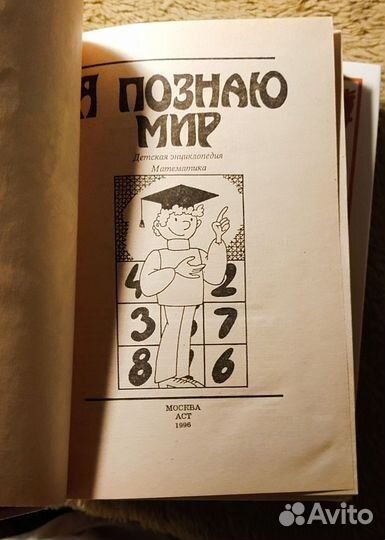 Я ПОЗНАЮ
МИР
Детская энциклопедия
Математика
4 2
3 7
8 6
МОСКВА
АСТ
1996
Avito